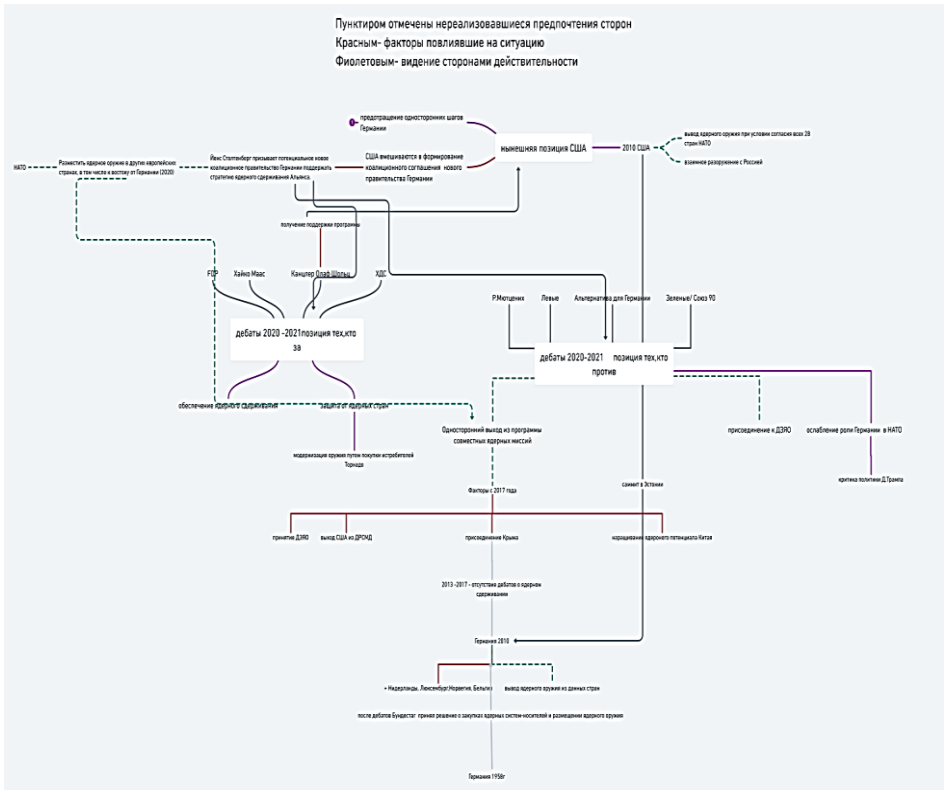 Пунктиром отмечены нереализовавшиеся предпочтения сторон
Красным- факторы повлиявшие на ситуацию
Фиолетовым- видение сторонами действительности
предотращение односторонних шагов
Германии
нынешняя позиция США
2010 США
вывод ядерного оружия при условии согласия всех 28
стран НАТО
взаимное разоружение с Россией
НАТО
Разместить ядерное оружие в других европейских
странах, в том числе к востоку от Германии (2020)
Йенс Столтенберг призывает потенциальное новое
коалиционное правительство Германии поддержать
стратегию ядерного сдерживания Альянса.
США вмешиваются в формирование
коалиционного соглашения нового
правительства Германии
получение поддержки программы
FDP
Хайко Маас
Канцлер Олаф Шольц
ХДС
Р.Мютцених
Левые
Альтернатива для Германии
Зеленые/ Союз 90
дебаты 2020 -2021позиция тех,кто
за
дебаты 2020-2021 позиция тех,кто
против
обеспечение ядерного сдерживания
защита от ядерных стран
модернизация оружия путем покупки истребителей
Торнадо
Односторонний выход из программы
совместных ядерных миссий
присоединение к ДЗЯО
ослабление роли Германии в НАТО
критика политики Д.Трампа
саммит в Эстонии
Факторы с 2017 года
принятие ДЗЯО
выход США из ДРСМД
присоединение Крыма
наращивание ядерного потенциала Китая
2013 -2017 - отсутствие дебатов о ядерном
сдерживании
Германия 2010
+ Нидерланды, Люксембург,Норвегия, Бельгия
вывод ядерного оружия из данных стран
после дебатов Бундестаг принял решение о закупках ядерных систем-носителей и размещении ядерного оружия
Германия 1958г